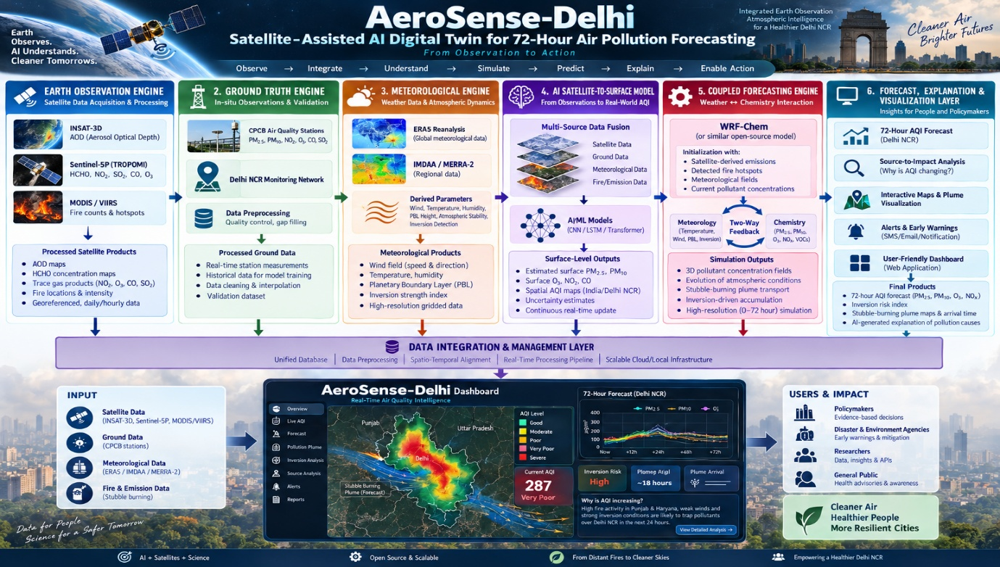 Earth
Observes.
AI Understands.
Cleaner Tomorrows.
AeroSense-Delhi
Satellite-Assisted AI Digital Twin for 72-Hour Air Pollution Forecasting
From Observation to Action
Integrated Earth Observation
Atmospheric Intelligence
for a Healthier Delhi NCR
Cleaner Air
Brighter Futures
Observe → Integrate → Understand → Simulate → Predict → Explain → Enable Action
EARTH OBSERVATION ENGINE
Satellite Data Acquisition & Processing
INSAT-3D
AOD (Aerosol Optical Depth)
Sentinel-5P (TROPOMI)
HCHO, NO₂, SO₂, CO, O₃
MODIS / VIIRS
Fire counts & hotspots
Processed Satellite Products
• AOD maps
• HCHO concentration maps
• Trace gas products (NO₂, O₃, CO, SO₂)
• Fire locations & intensity
• Georeferenced, daily/hourly data
2. GROUND TRUTH ENGINE
In-situ Observations & Validation
CPCB Air Quality Stations
PM₂.₅, PM₁₀, NO₂, O₃, CO, SO₂
Delhi NCR Monitoring Network
Data Preprocessing
Quality control, gap filling
Processed Ground Data
• Real-time station measurements
• Historical data for model training
• Data cleaning & interpolation
• Validation dataset
3. METEOROLOGICAL ENGINE
Weather Data & Atmospheric Dynamics
ERA5 Reanalysis
(Global meteorological data)
IMDAA / MERRA-2
(Regional data)
Derived Parameters
Wind, Temperature, Humidity,
PBL Height, Atmospheric Stability,
Inversion Detection
Meteorological Products
• Wind field (speed & direction)
• Temperature, humidity
• Planetary Boundary Layer (PBL)
• Inversion strength index
• High-resolution gridded data
4. AI SATELLITE-TO-SURFACE MODEL
From Observations to Real-World AQI
Multi-Source Data Fusion
Satellite Data
Ground Data
Meteorological Data
Fire/Emission Data
AI/ML Models
(CNN / LSTM / Transformer)
Surface-Level Outputs
• Estimated surface PM₂.₅, PM₁₀
• Surface O₃, NO₂, CO
• Spatial AQI maps (India/Delhi NCR)
• Uncertainty estimates
• Continuous real-time update
5. COUPLED FORECASTING ENGINE
Weather ↔ Chemistry Interaction
WRF-Chem
(or similar open-source model)
Initialization with:
• Satellite-derived emissions
• Detected fire hotspots
• Meteorological fields
• Current pollutant concentrations
Meteorology
(Temperature,
Wind, PBL, Inversion)
Two-Way
Feedback
Chemistry
(PM₂.₅, PM₁₀,
O₃, NOₓ, VOCs)
Simulation Outputs
• 3D pollutant concentration fields
• Evolution of atmospheric conditions
• Stubble-burning plume transport
• Inversion-driven accumulation
• High-resolution (0–72 hour) simulation
6. FORECAST, EXPLANATION &
VISUALIZATION LAYER
Insights for People and Policymakers
72-Hour AQI Forecast
(Delhi NCR)
Source-to-Impact Analysis
(Why is AQI changing?)
Interactive Maps & Plume
Visualization
Alerts & Early Warnings
(SMS/Email/Notification)
User-Friendly Dashboard
(Web Application)
Final Products
• 72-hour AQI forecast (PM₂.₅, PM₁₀, O₃, NOₓ)
• Inversion risk index
• Stubble-burning plume maps & arrival time
• AI-generated explanation of pollution causes
DATA INTEGRATION & MANAGEMENT LAYER
Unified Database | Data Preprocessing | Spatio-Temporal Alignment | Real-Time Processing Pipeline | Scalable Cloud/Local Infrastructure
INPUT
Satellite Data
(INSAT-3D, Sentinel-5P, MODIS/VIIRS)
Ground Data
(CPCB stations)
Meteorological Data
(ERA5 / IMDAA / MERRA-2)
Fire & Emission Data
(Stubble burning)
Data for People
Science for a Safer Tomorrow
AeroSense-Delhi Dashboard
Real-Time Air Quality Intelligence
Overview
Live AQI
Forecast
Pollution Plume
Inversion Analysis
Source Analysis
Alerts
Reports
Punjab
Uttar Pradesh
Delhi
Stubble Burning
Plume (Forecast)
AQI Level
Good
Moderate
Poor
Very Poor
Severe
Current AQI
287
Very Poor
72-Hour Forecast (Delhi NCR)
PM2 5 PM10 O₃
µg/m³
400
300
200
100
0
Now +12h +24h +48h +72h
Inversion Risk
High
~18 hours
Plume Arrival
Why is AQI increasing?
High fire activity in Punjab & Haryana, weak winds and
strong inversion conditions are likely to trap pollutants
over Delhi NCR in the next 24 hours.
View Detailed Analysis →
USERS & IMPACT
Policymakers
Evidence-based decisions
Disaster & Environment Agencies
Early warnings & mitigation
Researchers
Data, insights & APIs
General Public
Health advisories & awareness
Cleaner Air
Healthier People
More Resilient Cities
AI + Satellites + Science
Open Source & Scalable
From Distant Fires to Cleaner Skies
Empowering a Healthier Delhi NCR